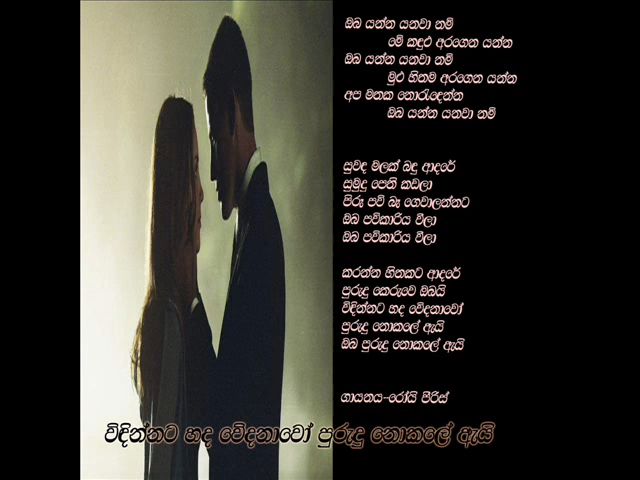 ඔබ යන්න යනවා නම්
මේ කඳුළු අරගෙන යන්න
ඔබ යන්න යනවා නම්
මුළු හිතම අරගෙන යන්න
අප මතක නොරැඳෙන්න
ඔබ යන්න යනවා නම්
සුවඳ මලක් බඳු ආදරේ
සුමුදු පෙති කඩලා
පිරූ පව් බෑ ගෙවාලන්නට
ඔබ පව්කාරිය වීලා
ඔබ පව්කාරිය වීලා
කරන්න හිතකට ආදරේ
පුරුදු කෙරුවෙ ඔබයි
විඳින්නට හද වේදනාවෝ
පුරුදු නොකලේ ඇයි
ඔබ පුරුදු නොකලේ ඇයි
ගායනය-රෝයි පීරිස්
විඳින්නට හද වේදනාවෝ පුරුදු නොකලේ ඇයි